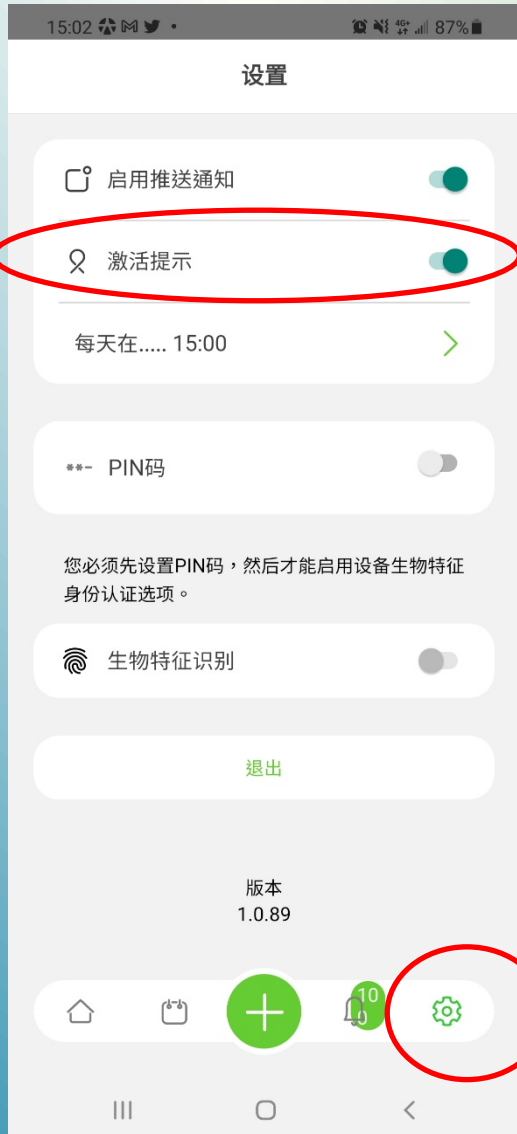 15:02
4G+ 87%
设置
启用推送通知
激活提示
每天在..... 15:00
**- PIN码
您必须先设置PIN码，然后才能启用设备生物特征
身份认证选项。
生物特征识别
退出
版本
1.0.89
10
0